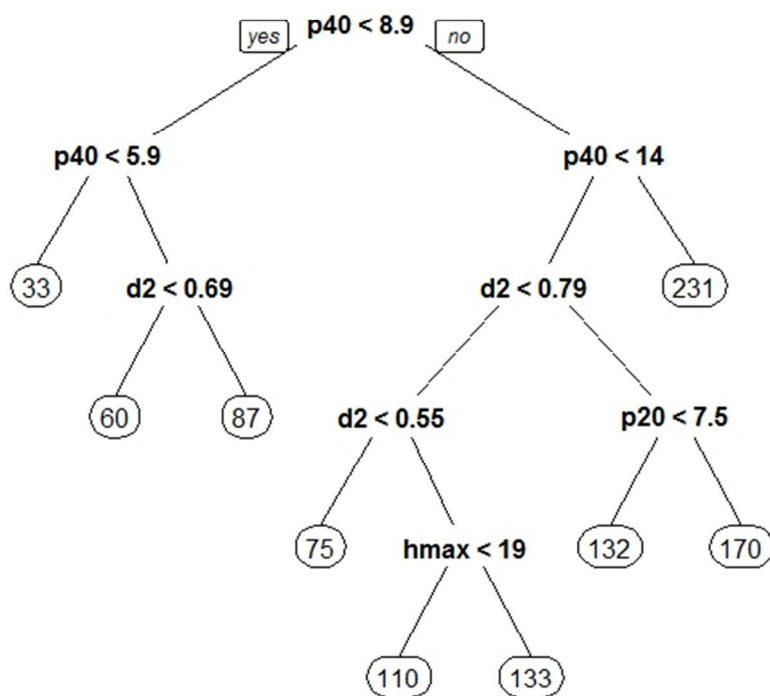 p40 < 8.9
yes
no
p40 < 5.9
p40 < 14
33
d2 < 0.69
d2 < 0.79
231
60
87
d2 < 0.55
p20 < 7.5
75
hmax < 19
132
170
110
133